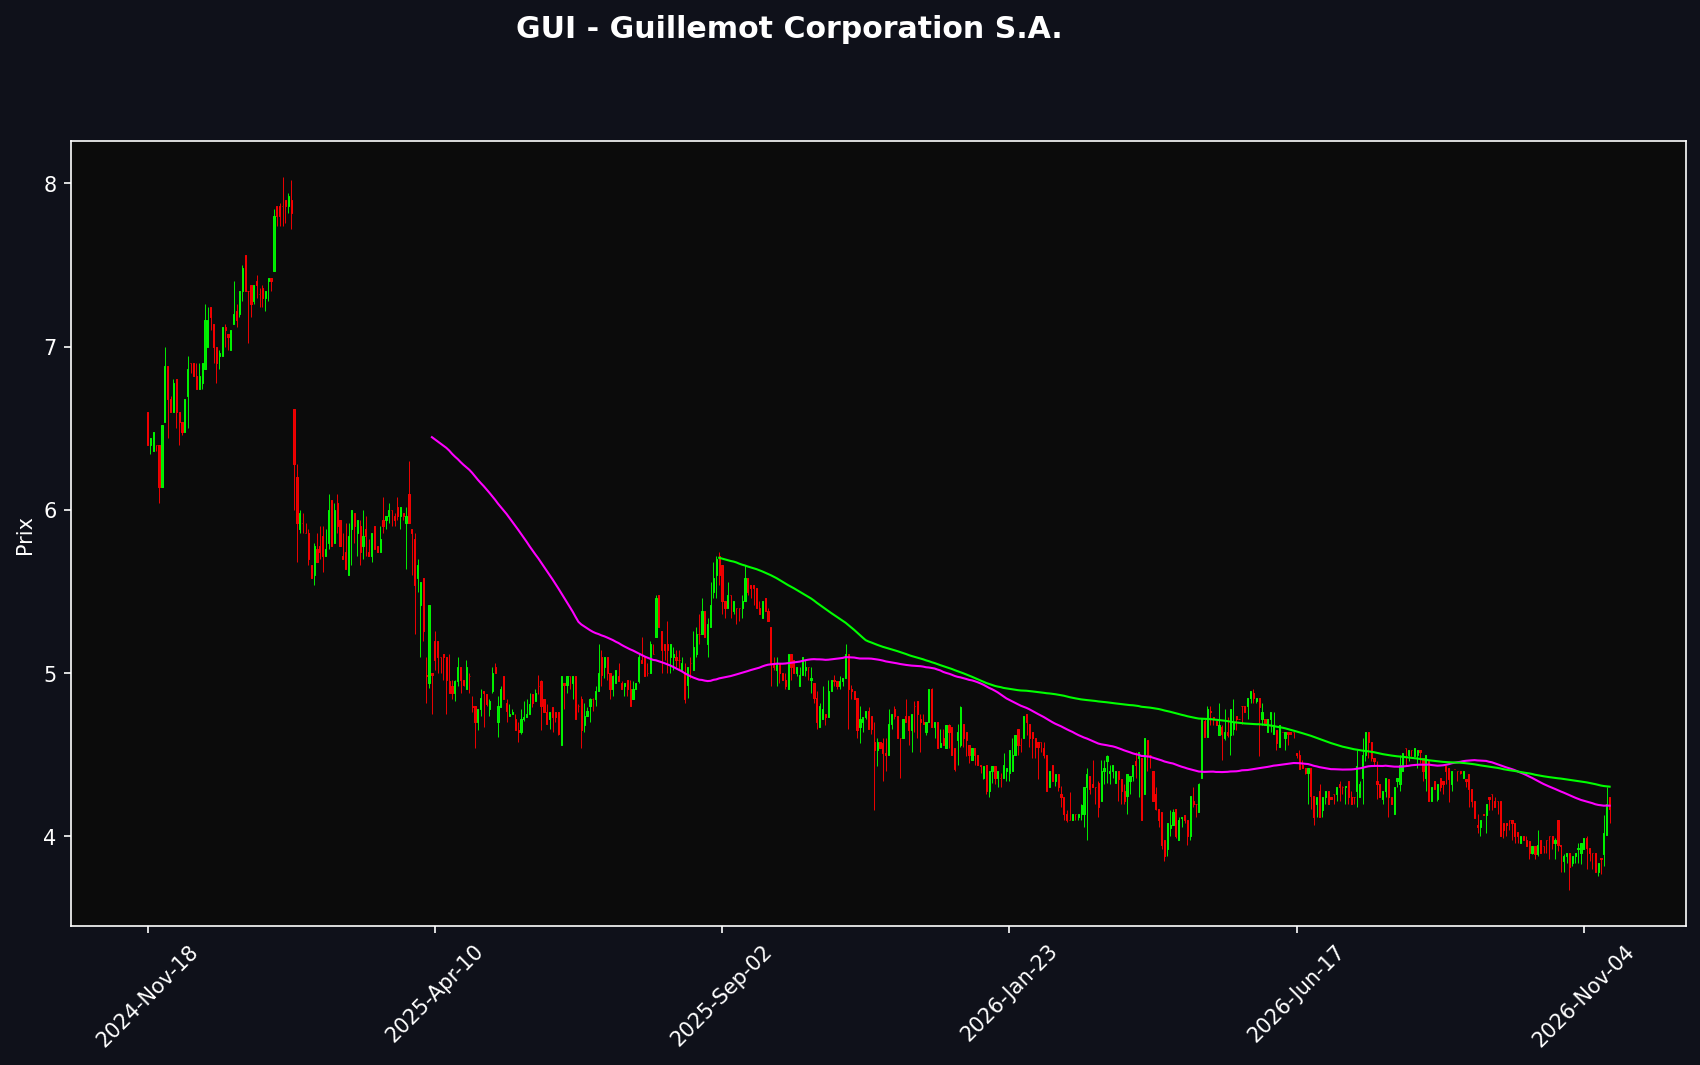 GUI - Guillemot Corporation S.A.
Prix
8
7
6
5
4
2024-Nov-18
2025-Apr-10
2025-Sep-02
2026-Jan-23
2026-Jun-17
2026-Nov-04